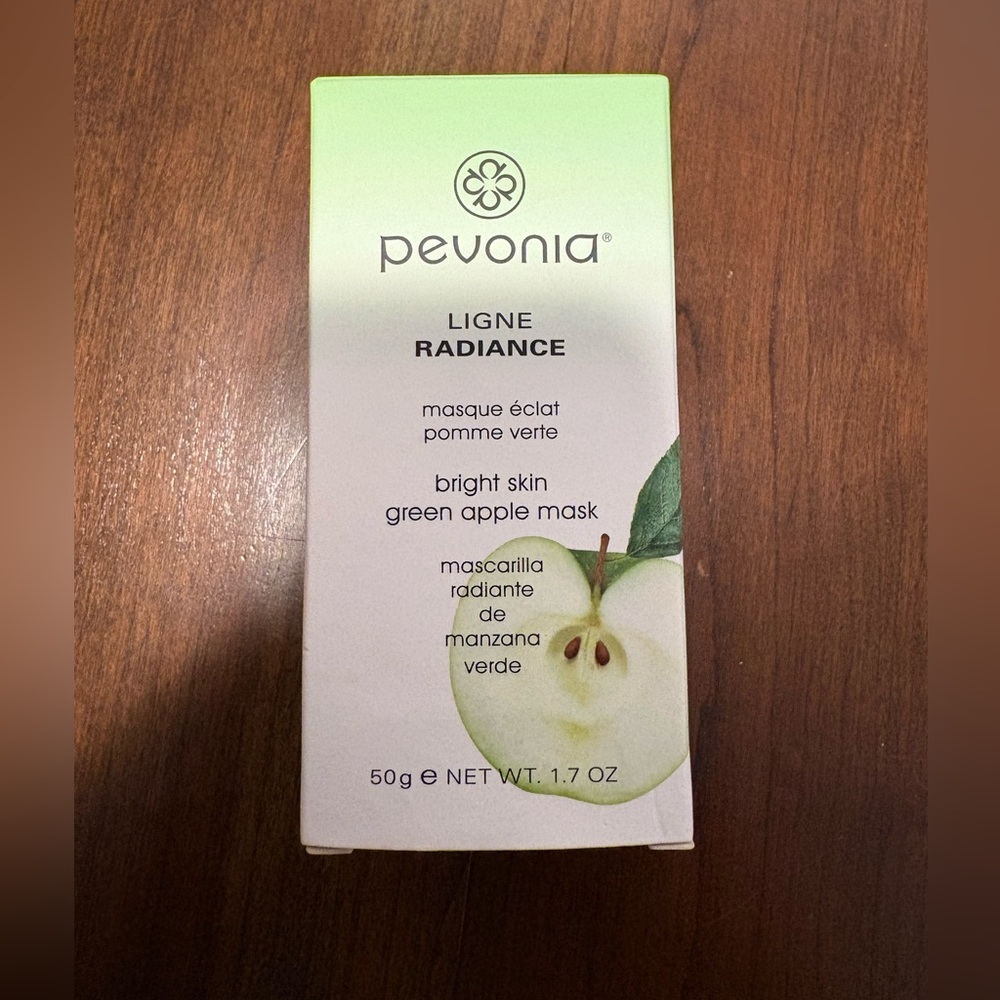 pevonia®
LIGNE
RADIANCE
masque éclat
pomme verte
bright skin
green apple mask
mascarilla
radiante
de
manzana
verde
50g e NET WT. 1.7 OZ